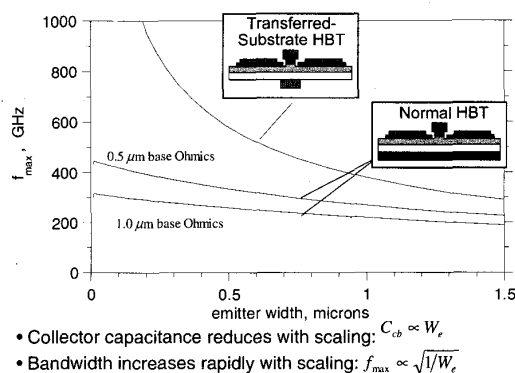 Transferred-
Substrate HBT
Normal HBT
1000
800
600
400
200
0
f_max , GHz
0.5 μm base Ohmics
1.0 μm base Ohmics
0
0.5
1
1.5
emitter width, microns
• Collector capacitance reduces with scaling: C_cb ∝ W_e
• Bandwidth increases rapidly with scaling: f_max ∝ √1/W_e